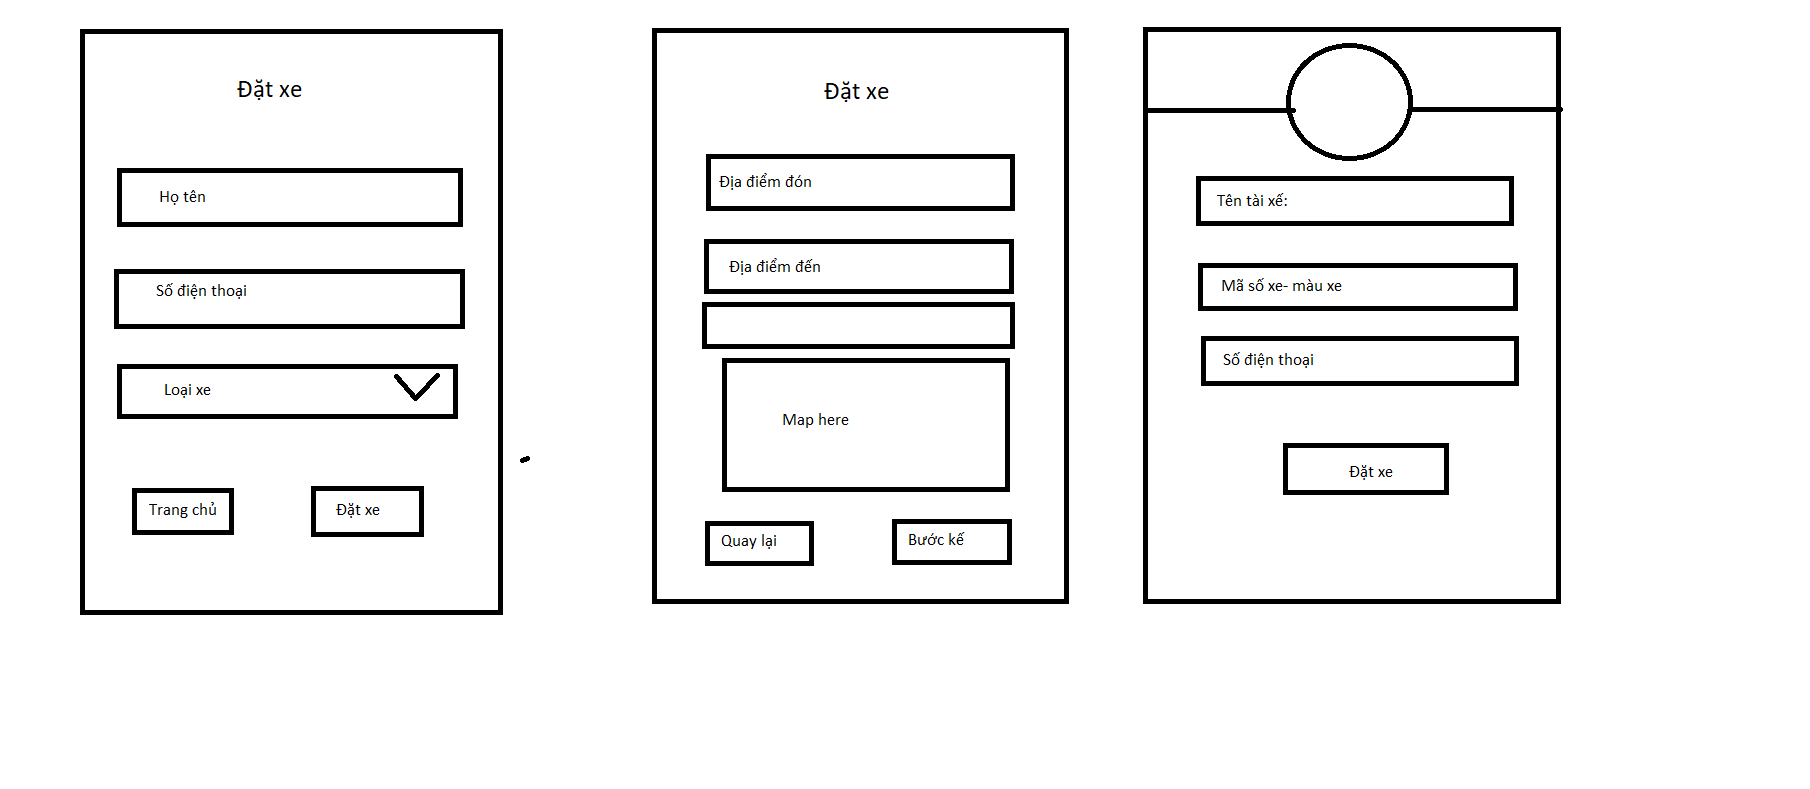 Đặt xe
Họ tên
Số điện thoại
Loại xe
Trang chủ
Đặt xe
Đặt xe
Địa điểm đón
Địa điểm đến
Map here
Quay lại
Bước kế
Tên tài xế:
Mã số xe- màu xe
Số điện thoại
Đặt xe